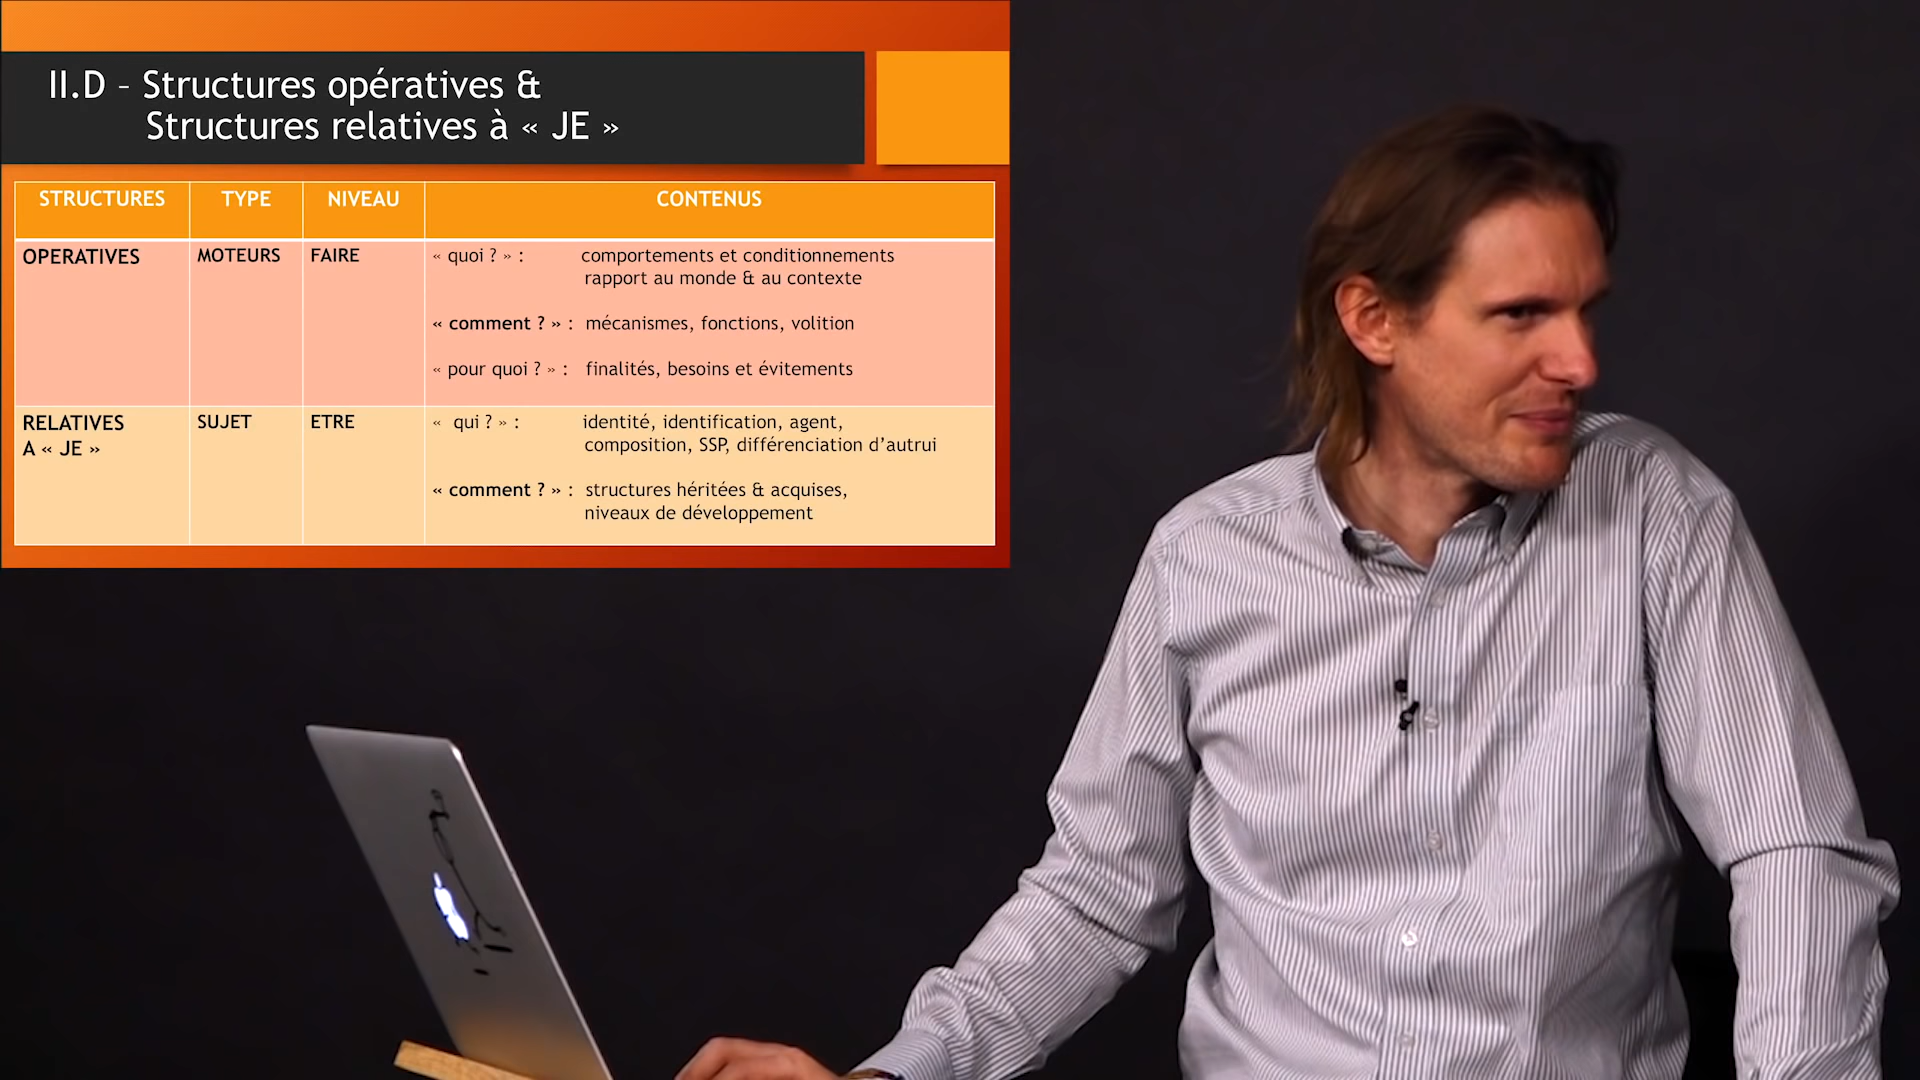 II.D – Structures opératives &
Structures relatives à « JE »
STRUCTURES TYPE NIVEAU CONTENUS
OPERATIVES MOTEURS FAIRE « quoi ? » : comportements et conditionnements
rapport au monde & au contexte
« comment ? » : mécanismes, fonctions, volition
« pour quoi ? » : finalités, besoins et évitements
RELATIVES SUJET ETRE « qui ? » : identité, identification, agent,
A « JE » composition, SSP, différenciation d’autrui
« comment ? » : structures héritées & acquises,
niveaux de développement